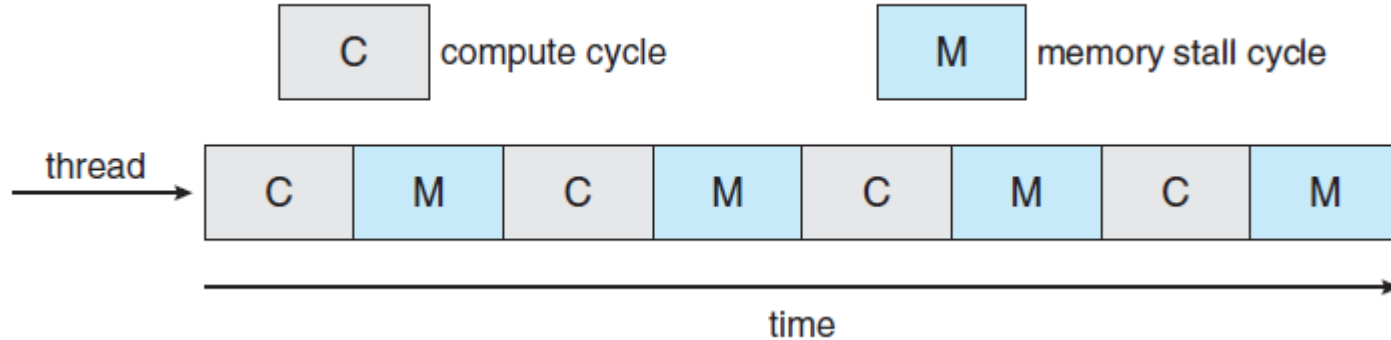 C compute cycle M memory stall cycle
thread
C M C M C M C M
time